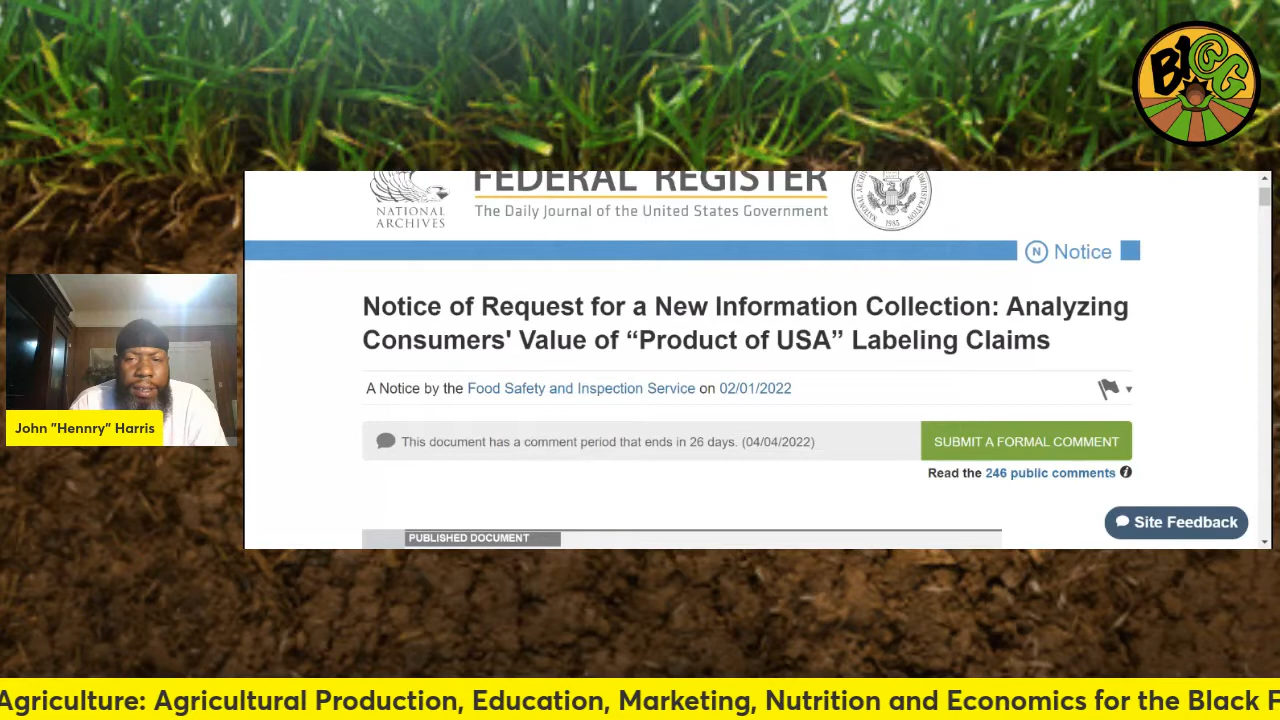 B1GG
FEDERAL REGISTER
NATIONAL
ARCHIVES
The Daily Journal of the United States Government
1985
N Notice
Notice of Request for a New Information Collection: Analyzing
Consumers' Value of “Product of USA” Labeling Claims
A Notice by the Food Safety and Inspection Service on 02/01/2022
This document has a comment period that ends in 26 days. (04/04/2022)
SUBMIT A FORMAL COMMENT
Read the 246 public comments i
John "Hennry" Harris
Site Feedback
PUBLISHED DOCUMENT
Agriculture: Agricultural Production, Education, Marketing, Nutrition and Economics for the Black F